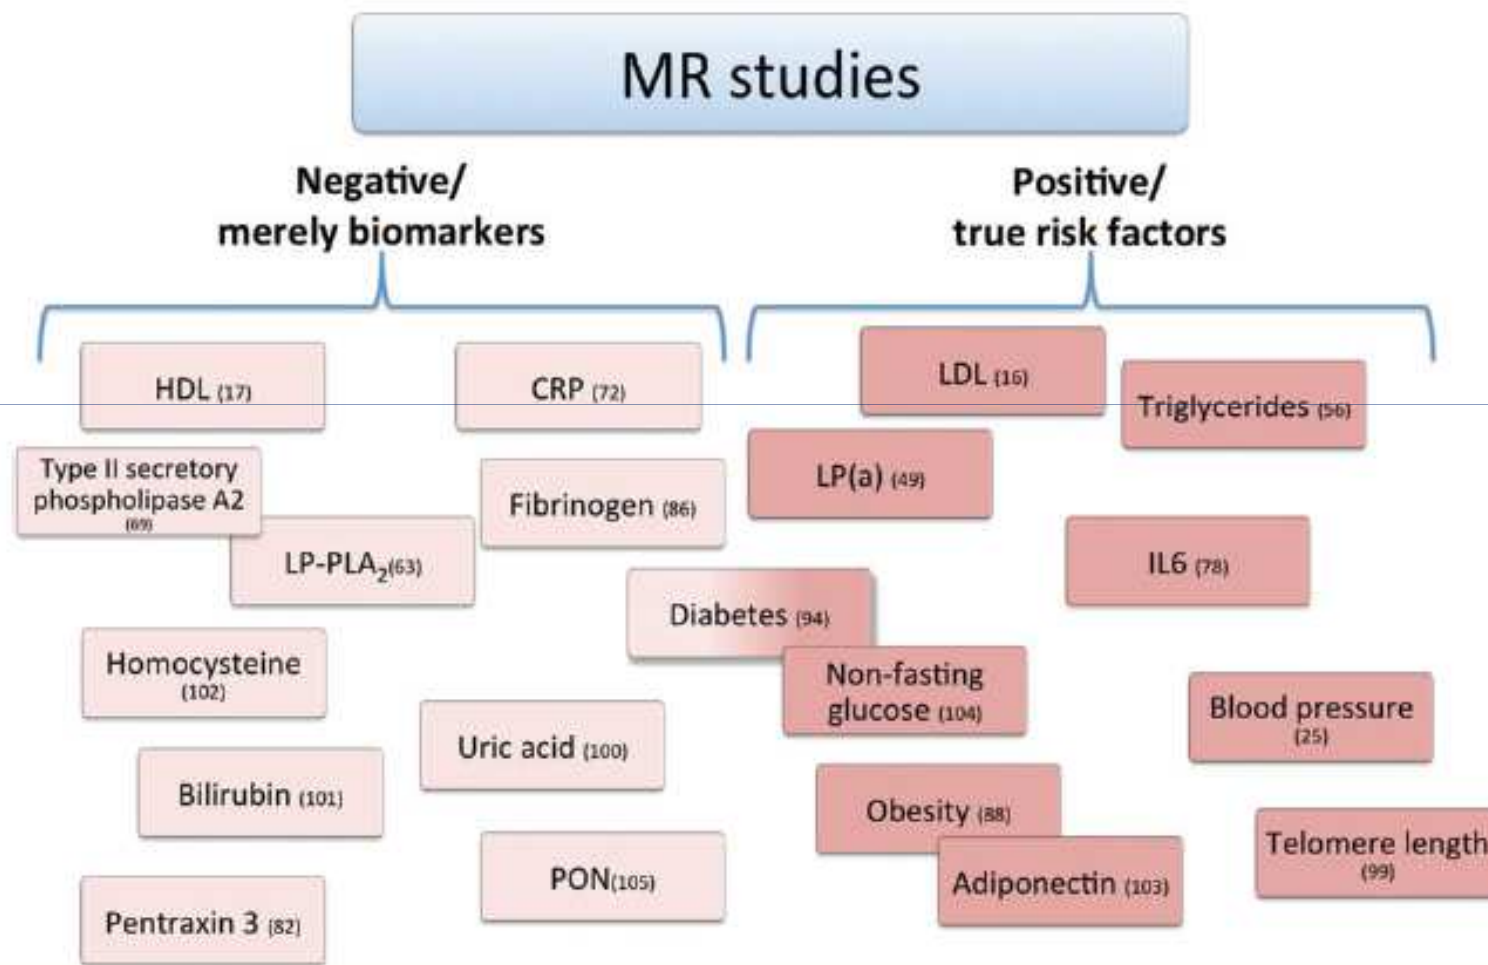 MR studies
Negative/
merely biomarkers
Positive/
true risk factors
HDL (17)
CRP (72)
LDL (16)
Triglycerides (56)
Type II secretory
phospholipase A2
(69)
Fibrinogen (86)
LP(a) (49)
LP-PLA₂(63)
IL6 (78)
Diabetes (94)
Homocysteine
(102)
Non-fasting
glucose (104)
Blood pressure
(25)
Uric acid (100)
Bilirubin (101)
Obesity (88)
Telomere length
(99)
PON(105)
Adiponectin (103)
Pentraxin 3 (82)